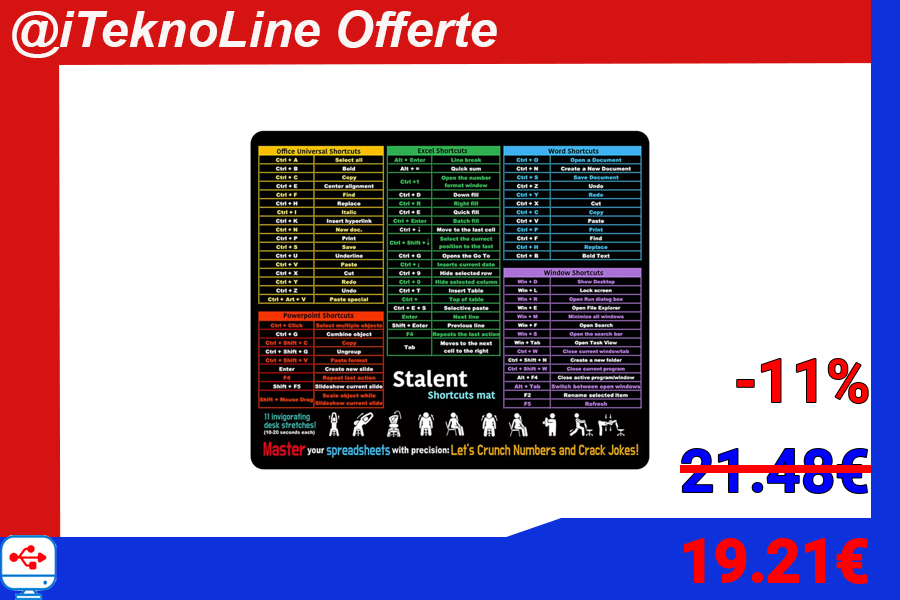 @iTeknoLine Offerte
Office Universal Shortcuts
Ctrl + A Select all
Ctrl + B Bold
Ctrl + C Copy
Ctrl + E Center alignment
Ctrl + F Find
Ctrl + H Replace
Ctrl + I Italic
Ctrl + K Insert hyperlink
Ctrl + N New doc.
Ctrl + P Print
Ctrl + S Save
Ctrl + U Underline
Ctrl + V Paste
Ctrl + X Cut
Ctrl + Y Redo
Ctrl + Z Undo
Ctrl + Art + V Paste special
Powerpoint Shortcuts
Ctrl + Click Select multiple objects
Ctrl + G Combine object
Ctrl + Shift + C Copy
Ctrl + Shift + G Ungroup
Ctrl + Shift + V Paste format
Enter Create new slide
F4 Repeat last action
Shift + F5 Slideshow current slide
Shift + Mouse Drag Scale object while
Slideshow current slide
Excel Shortcuts
Alt + Enter Line break
Alt + = Quick sum
Ctrl +1 Open the number
format window
Ctrl + D Down fill
Ctrl + R Right fill
Ctrl + E Quick fill
Ctrl + Enter Batch fill
Ctrl + ↓ Move to the last cell
Ctrl + Shift + ↓ Select the currect
position to the last
Ctrl + G Opens the Go To
Ctrl + ; Inserts current date
Ctrl + 9 Hide selected row
Ctrl + 0 Hide selected column
Ctrl + T Insert Table
Ctrl + Top of table
Ctrl + E + S Selective paste
Enter Next line
Shift + Enter Previous line
F4 Repeats the last action
Tab Moves to the next
cell to the right
Word Shortcuts
Ctrl + O Open a Document
Ctrl + N Create a New Document
Ctrl + S Save Document
Ctrl + Z Undo
Ctrl + Y Redo
Ctrl + X Cut
Ctrl + C Copy
Ctrl + V Paste
Ctrl + P Print
Ctrl + F Find
Ctrl + H Replace
Ctrl + B Bold Text
Window Shortcuts
Win + D Show Desktop
Win + L Lock screen
Win + R Open Run dialog box
Win + E Open File Explorer
Win + M Minimize all windows
Win + F Open Search
Win + S Open the search bar
Win + Tab Open Task View
Ctrl + W Close current window/tab
Ctrl + Shift + N Create a new folder
Ctrl + Shift + W Close current program
Alt + F4 Close active program/window
Alt + Tab Switch between open windows
F2 Rename selected item
F5 Refresh
Stalent
Shortcuts mat
11 invigorating
desk stretches!
(10-20 seconds each)
Master your spreadsheets with precision: Let's Crunch Numbers and Crack Jokes!
-11%
21.48€
19.21€